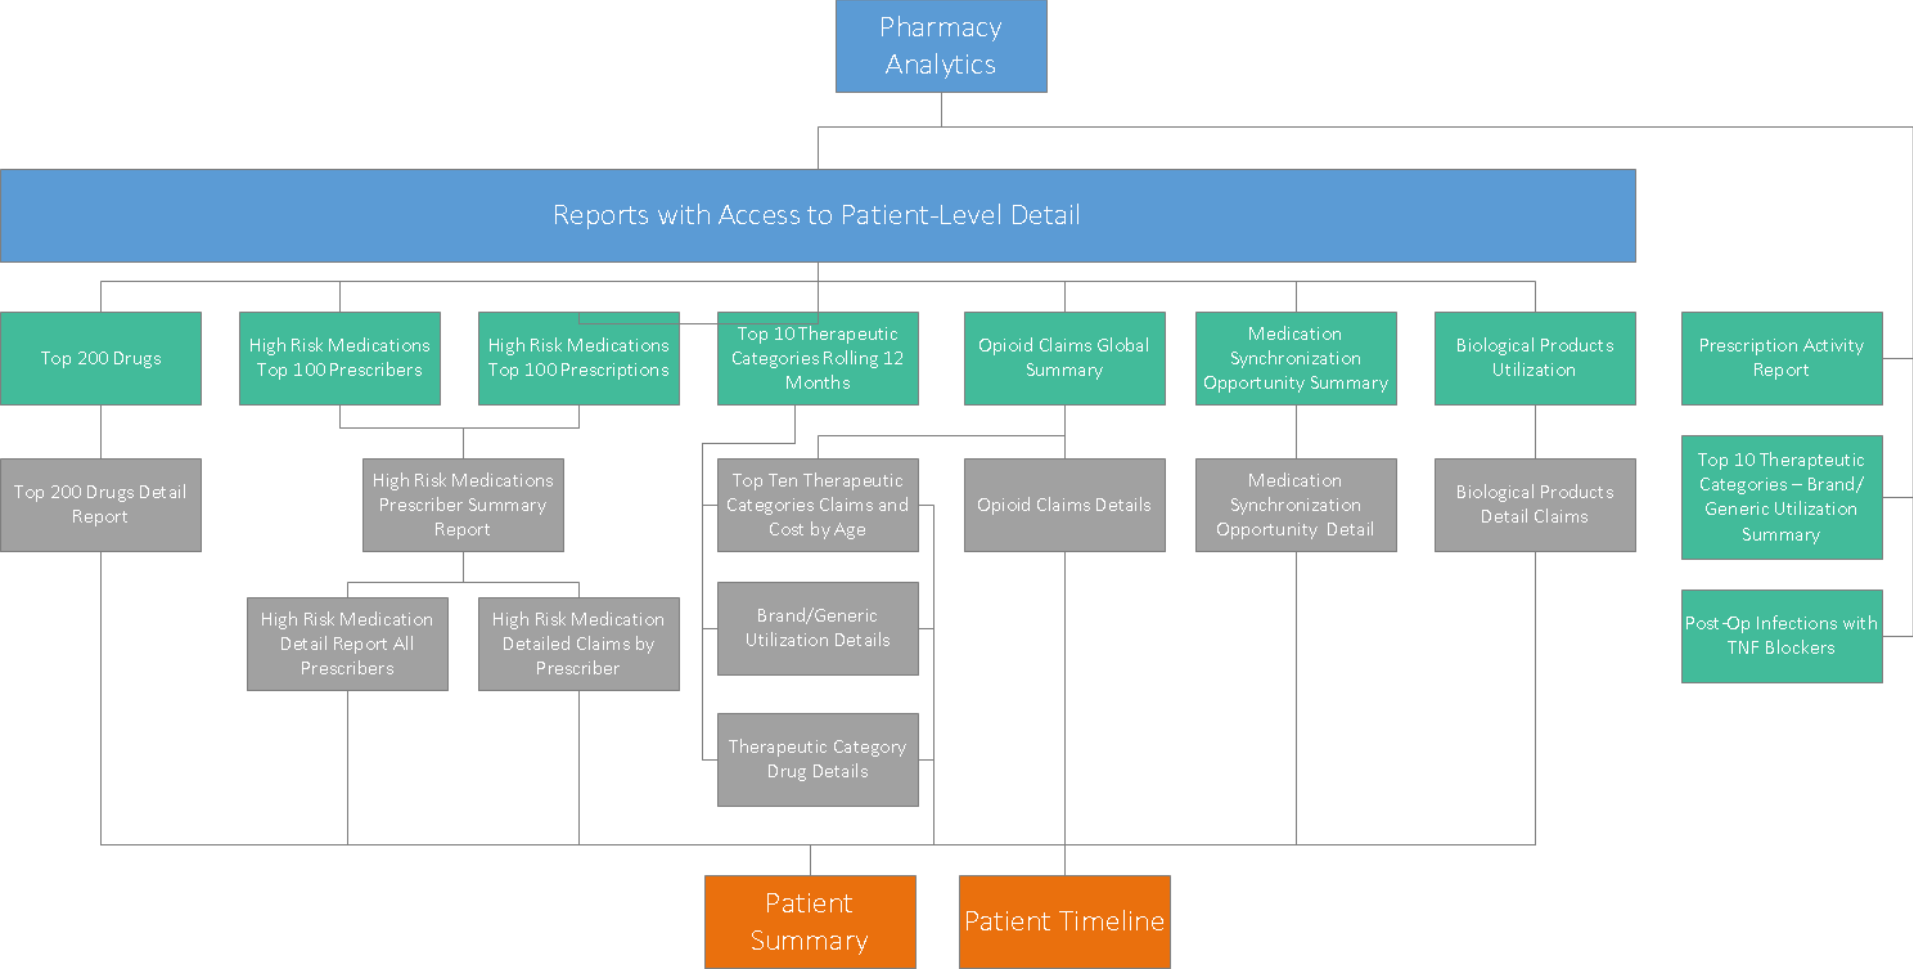 Pharmacy
Analytics
Reports with Access to Patient-Level Detail
Top 200 Drugs
High Risk Medications
Top 100 Prescribers
High Risk Medications
Top 100 Prescriptions
Top 10 Therapeutic
Categories Rolling 12
Months
Opioid Claims Global
Summary
Medication
Synchronization
Opportunity Summary
Biological Products
Utilization
Prescription Activity
Report
Top 200 Drugs Detail
Report
High Risk Medications
Prescriber Summary
Report
Top Ten Therapeutic
Categories Claims and
Cost by Age
Opioid Claims Details
Medication
Synchronization
Opportunity Detail
Biological Products
Detail Claims
Top 10 Therapteutic
Categories – Brand/
Generic Utilization
Summary
High Risk Medication
Detail Report All
Prescribers
High Risk Medication
Detailed Claims by
Prescriber
Brand/Generic
Utilization Details
Post-Op Infections with
TNF Blockers
Therapeutic Category
Drug Details
Patient
Summary
Patient Timeline